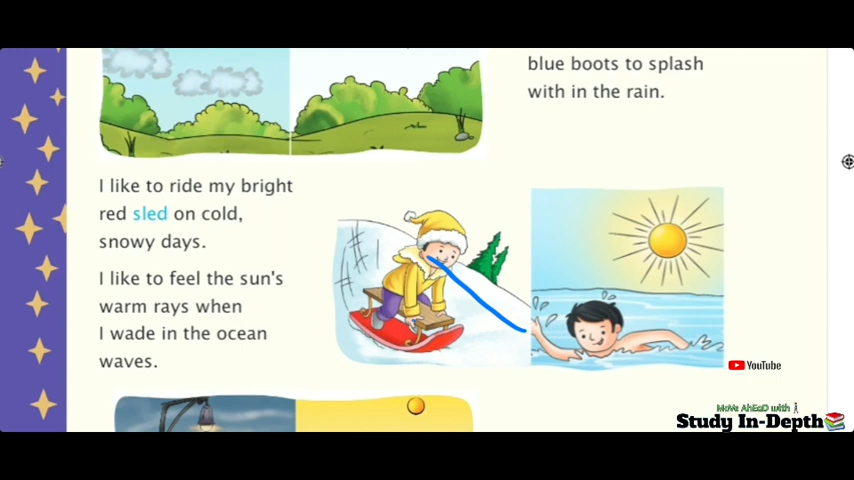 blue boots to splash
with in the rain.
I like to ride my bright
red sled on cold,
snowy days.
I like to feel the sun's
warm rays when
I wade in the ocean
waves.
YouTube
MoVe AhEaD with
Study In-Depth